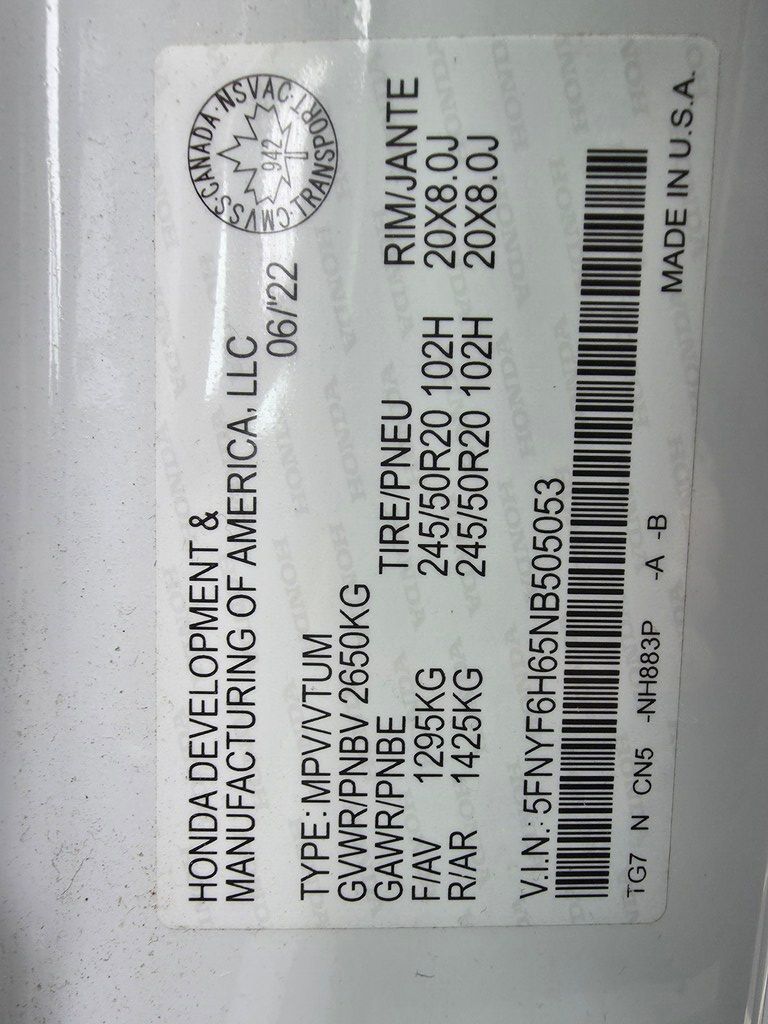 HONDA DEVELOPMENT &
MANUFACTURING OF AMERICA, LLC
06/'22
CANADA · NSVAC · TRANSPORT · CMVSS
942
TYPE: MPV/VTUM
GVWR/PNBV 2650KG
GAWR/PNBE TIRE/PNEU RIM/JANTE
F/AV 1295KG 245/50R20 102H 20X8.0J
R/AR 1425KG 245/50R20 102H 20X8.0J
V.I.N.: 5FNYF6H65NB505053
TG7 N CN5 -NH883P -A -B MADE IN U.S.A.